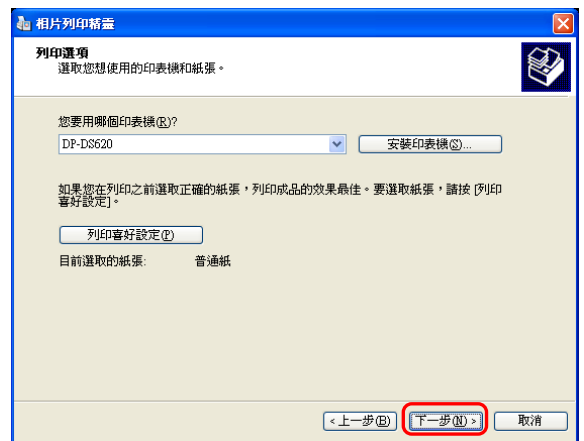 相片列印精靈
列印選項
選取您想使用的印表機和紙張。
您要用哪個印表機(R)?
DP-DS620
安裝印表機(S)...
如果您在列印之前選取正確的紙張，列印成品的效果最佳。要選取紙張，請按 [列印
喜好設定]。
列印喜好設定(P)
目前選取的紙張: 普通紙
<上一步(B) 下一步(N)> 取消